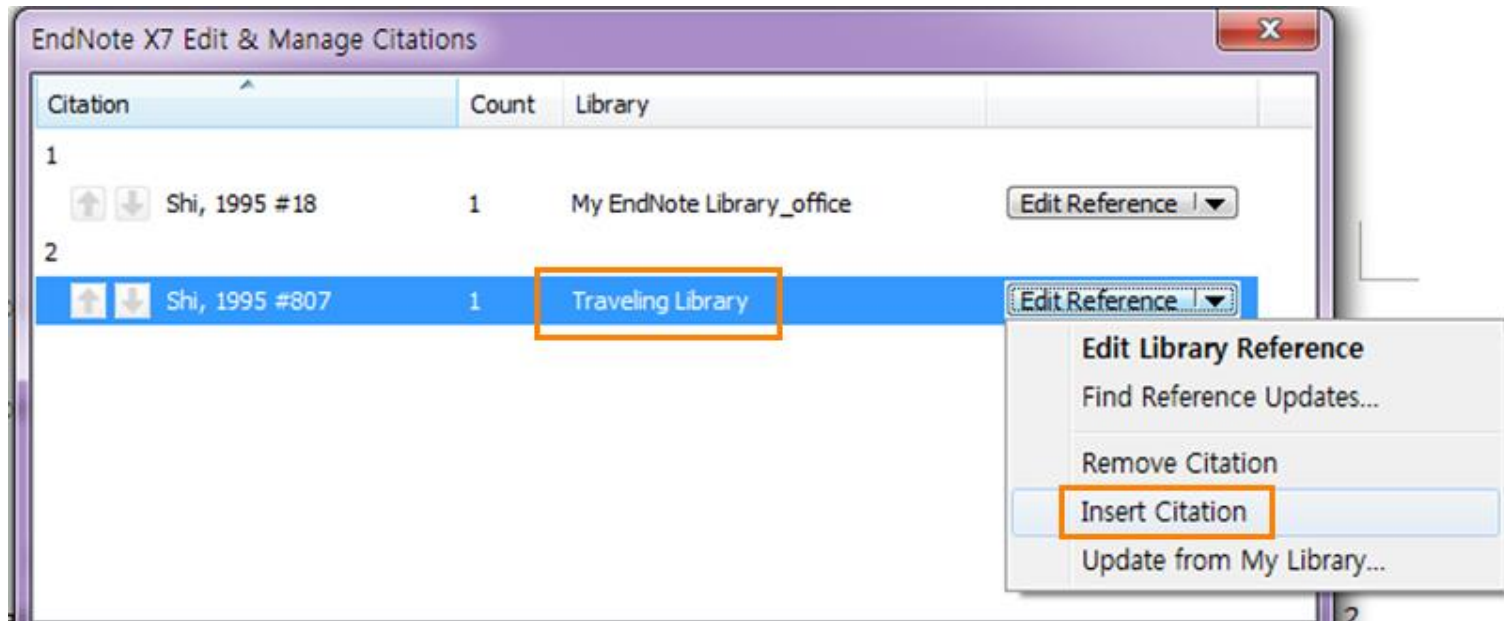 EndNote X7 Edit & Manage Citations
Citation Count Library
1
Shi, 1995 #18 1 My EndNote Library_office Edit Reference
2
Shi, 1995 #807 1 Traveling Library Edit Reference
Edit Library Reference
Find Reference Updates...
Remove Citation
Insert Citation
Update from My Library...
2